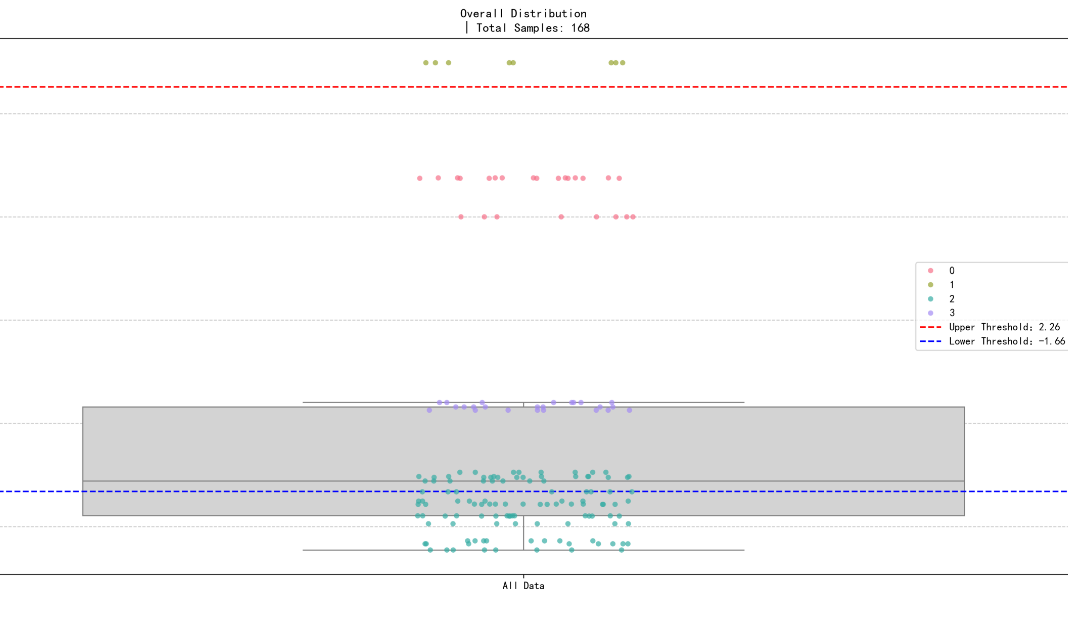 Overall Distribution
| Total Samples: 168
0
1
2
3
Upper Threshold: 2.26
Lower Threshold: -1.66
All Data